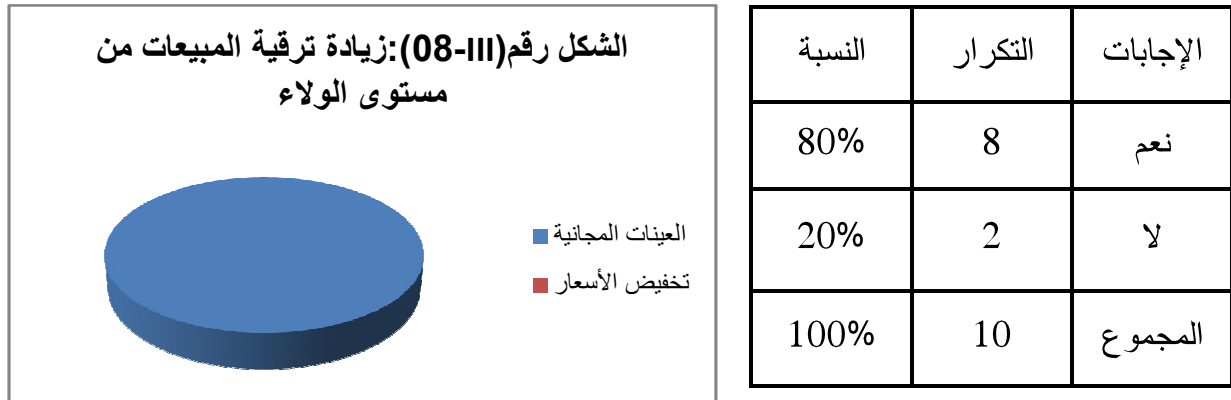 الشكل رقم(III-08):زيادة ترقية المبيعات من
مستوى الولاء
العينات المجانية
تخفيض الأسعار
الإجابات التكرار النسبة
نعم 8 80%
لا 2 20%
المجموع 10 100%